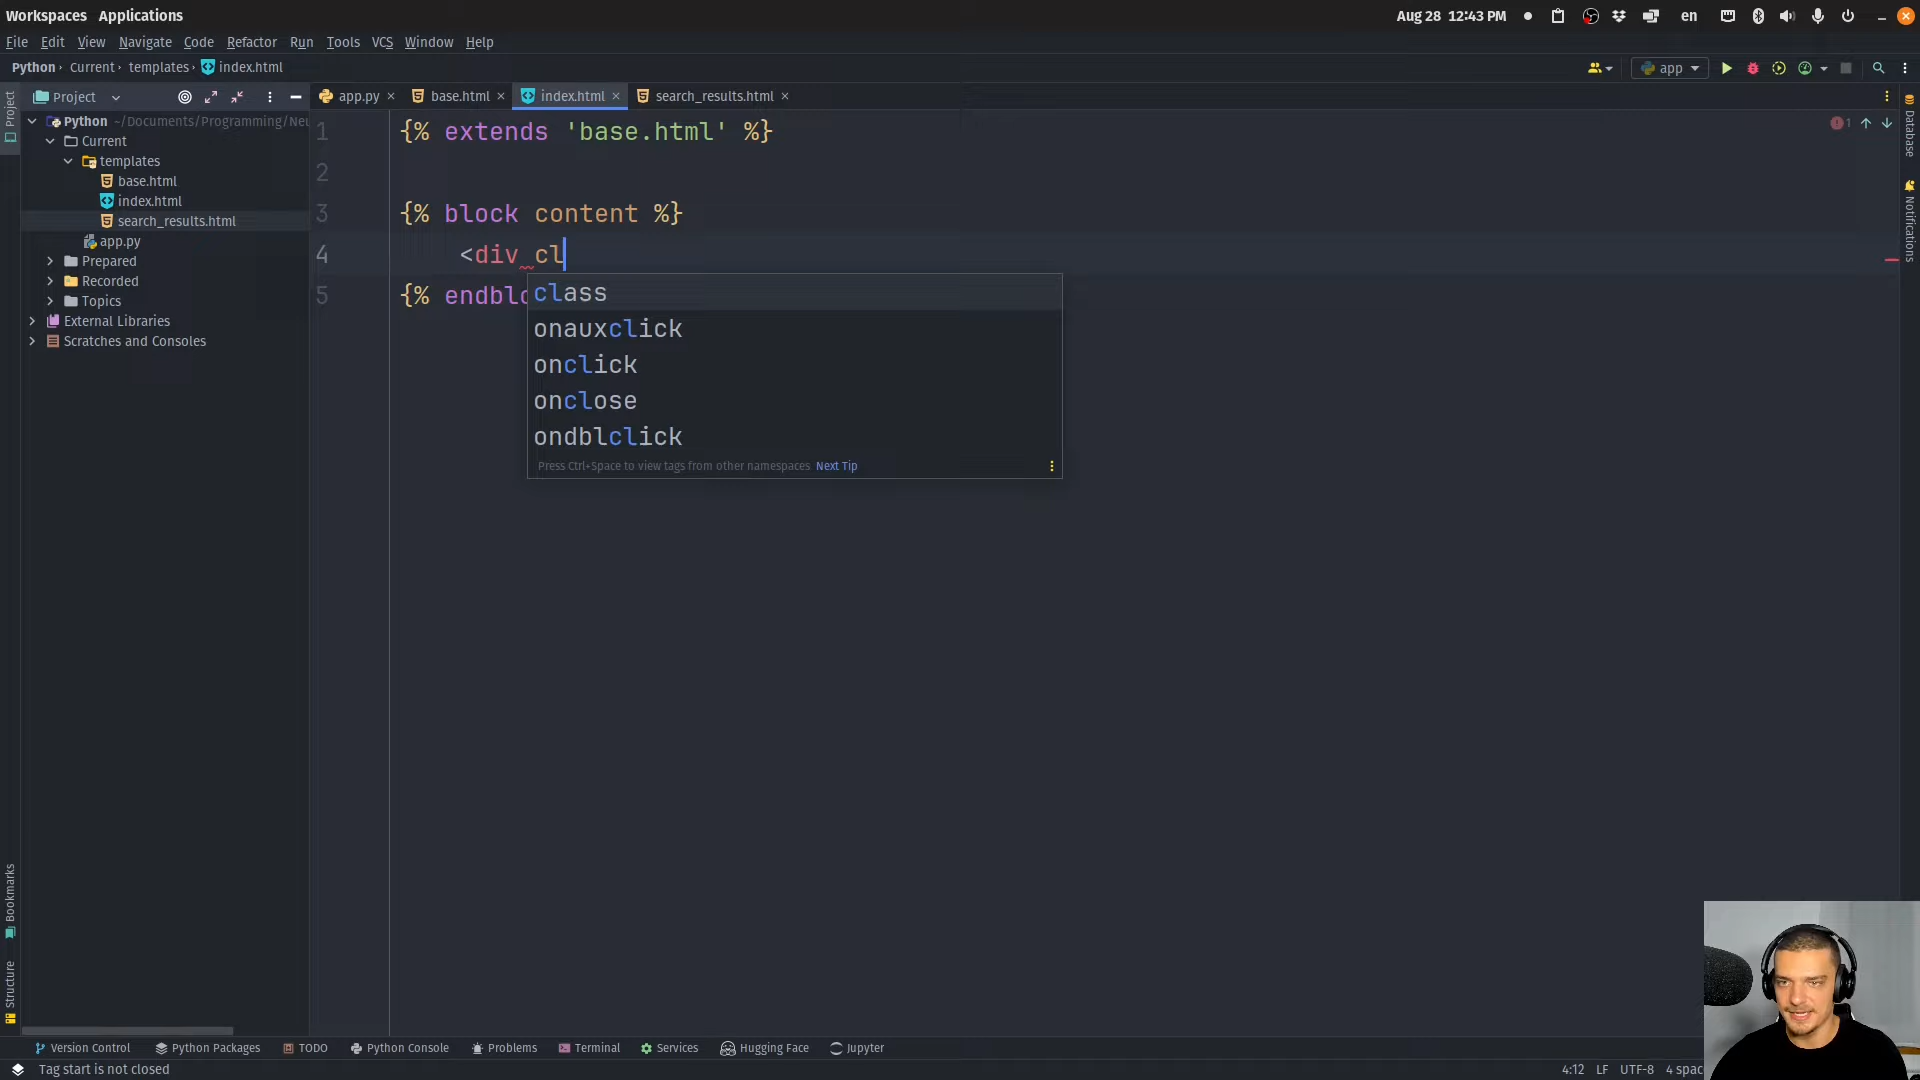 Workspaces Applications Aug 28 12:43 PM en
File Edit View Navigate Code Refactor Run Tools VCS Window Help
Python › Current › templates › index.html app
Project
app.py × base.html × index.html × search_results.html ×
Python ~/Documents/Programming/Neu
Current
templates
base.html
index.html
search_results.html
app.py
Prepared
Recorded
Topics
External Libraries
Scratches and Consoles
Project
Bookmarks
Structure
1 {% extends 'base.html' %}
2
3 {% block content %}
4 <div cl
5 {% endblo
class
onauxclick
onclick
onclose
ondblclick
Press Ctrl+Space to view tags from other namespaces Next Tip
1
Database
Notifications
Version Control Python Packages TODO Python Console Problems Terminal Services Hugging Face Jupyter
Tag start is not closed 4:12 LF UTF-8 4 spac